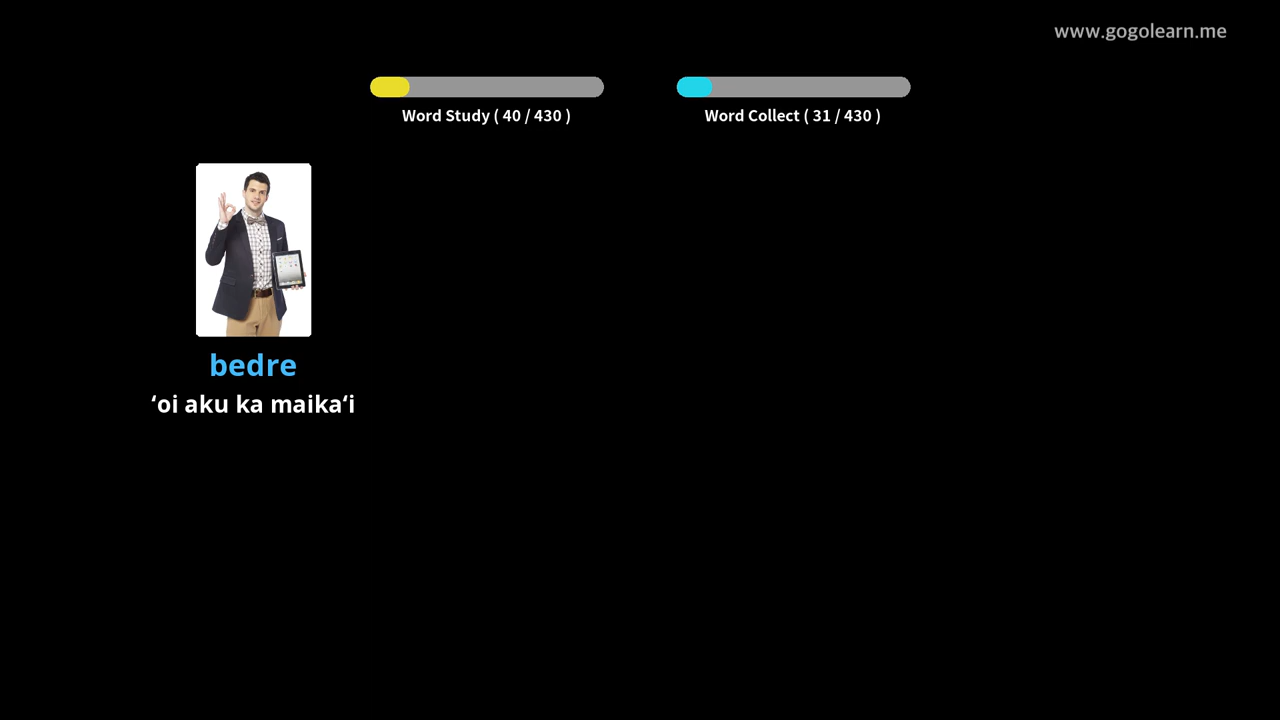 www.gogolearn.me
Word Study ( 40 / 430 )
Word Collect ( 31 / 430 )
bedre
ʻoi aku ka maikaʻi